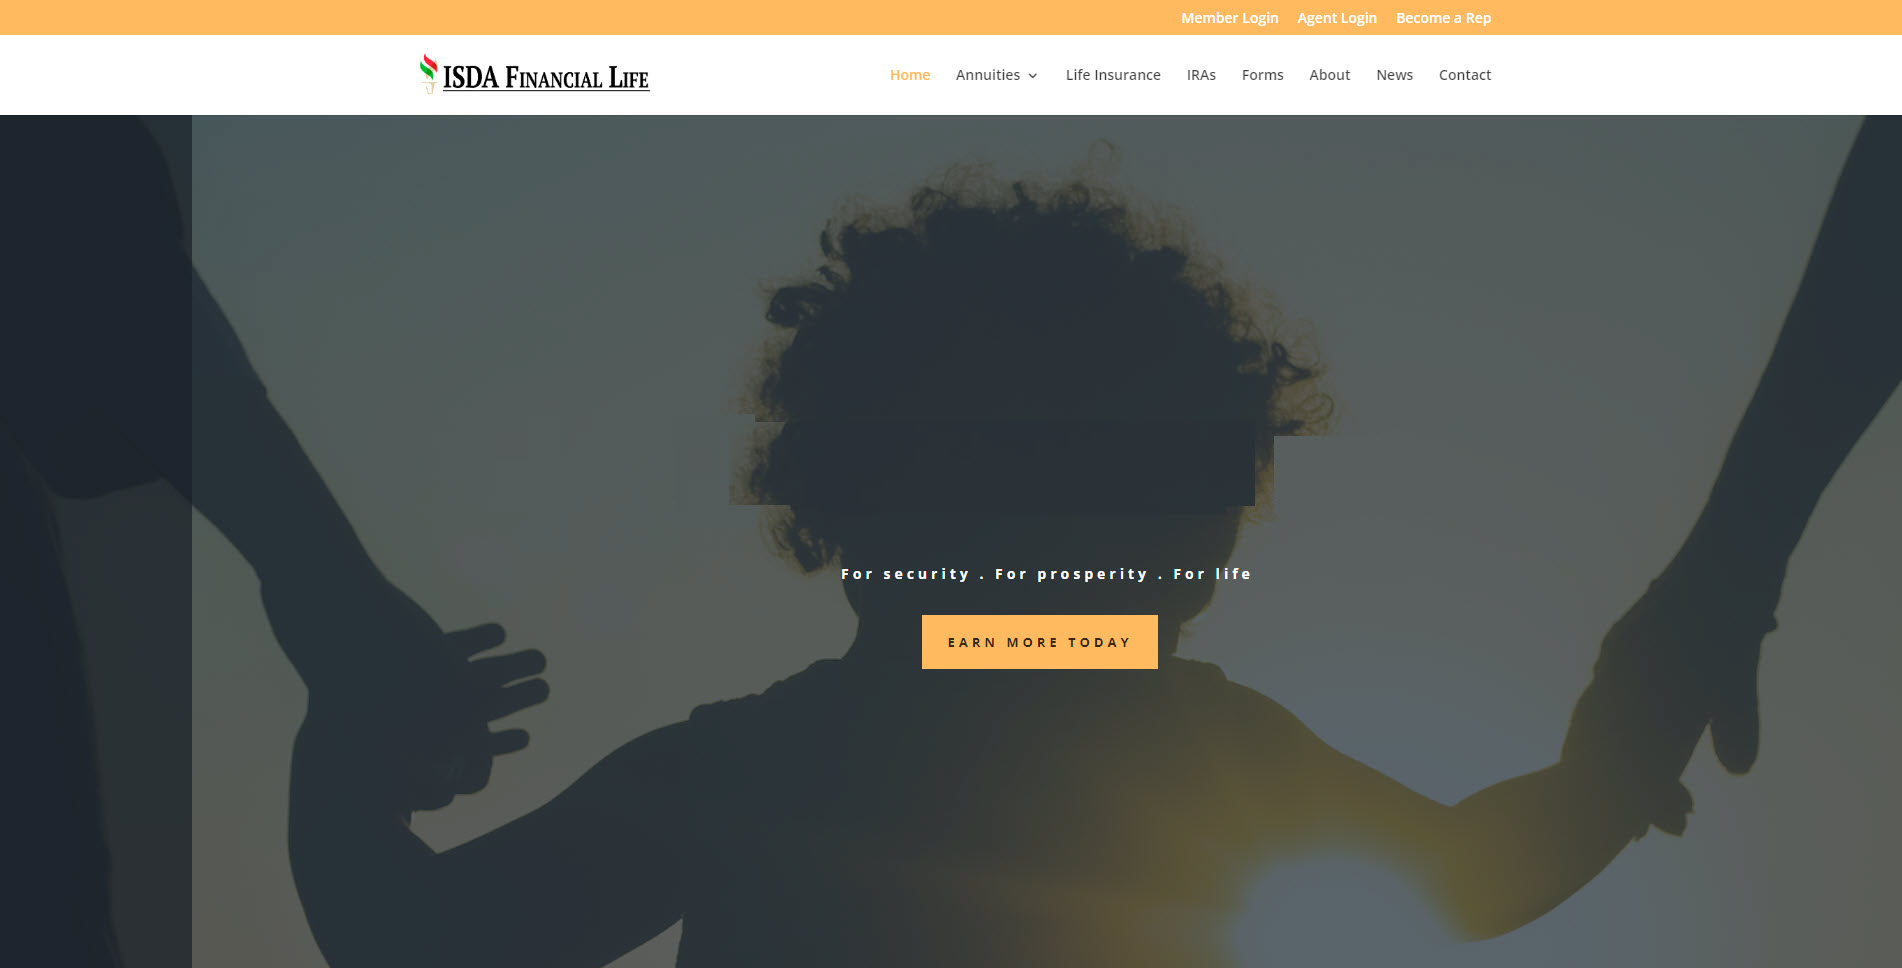 Member Login Agent Login Become a Rep
ISDA Financial Life
Home Annuities Life Insurance IRAs Forms About News Contact
For security . For prosperity . For life
EARN MORE TODAY